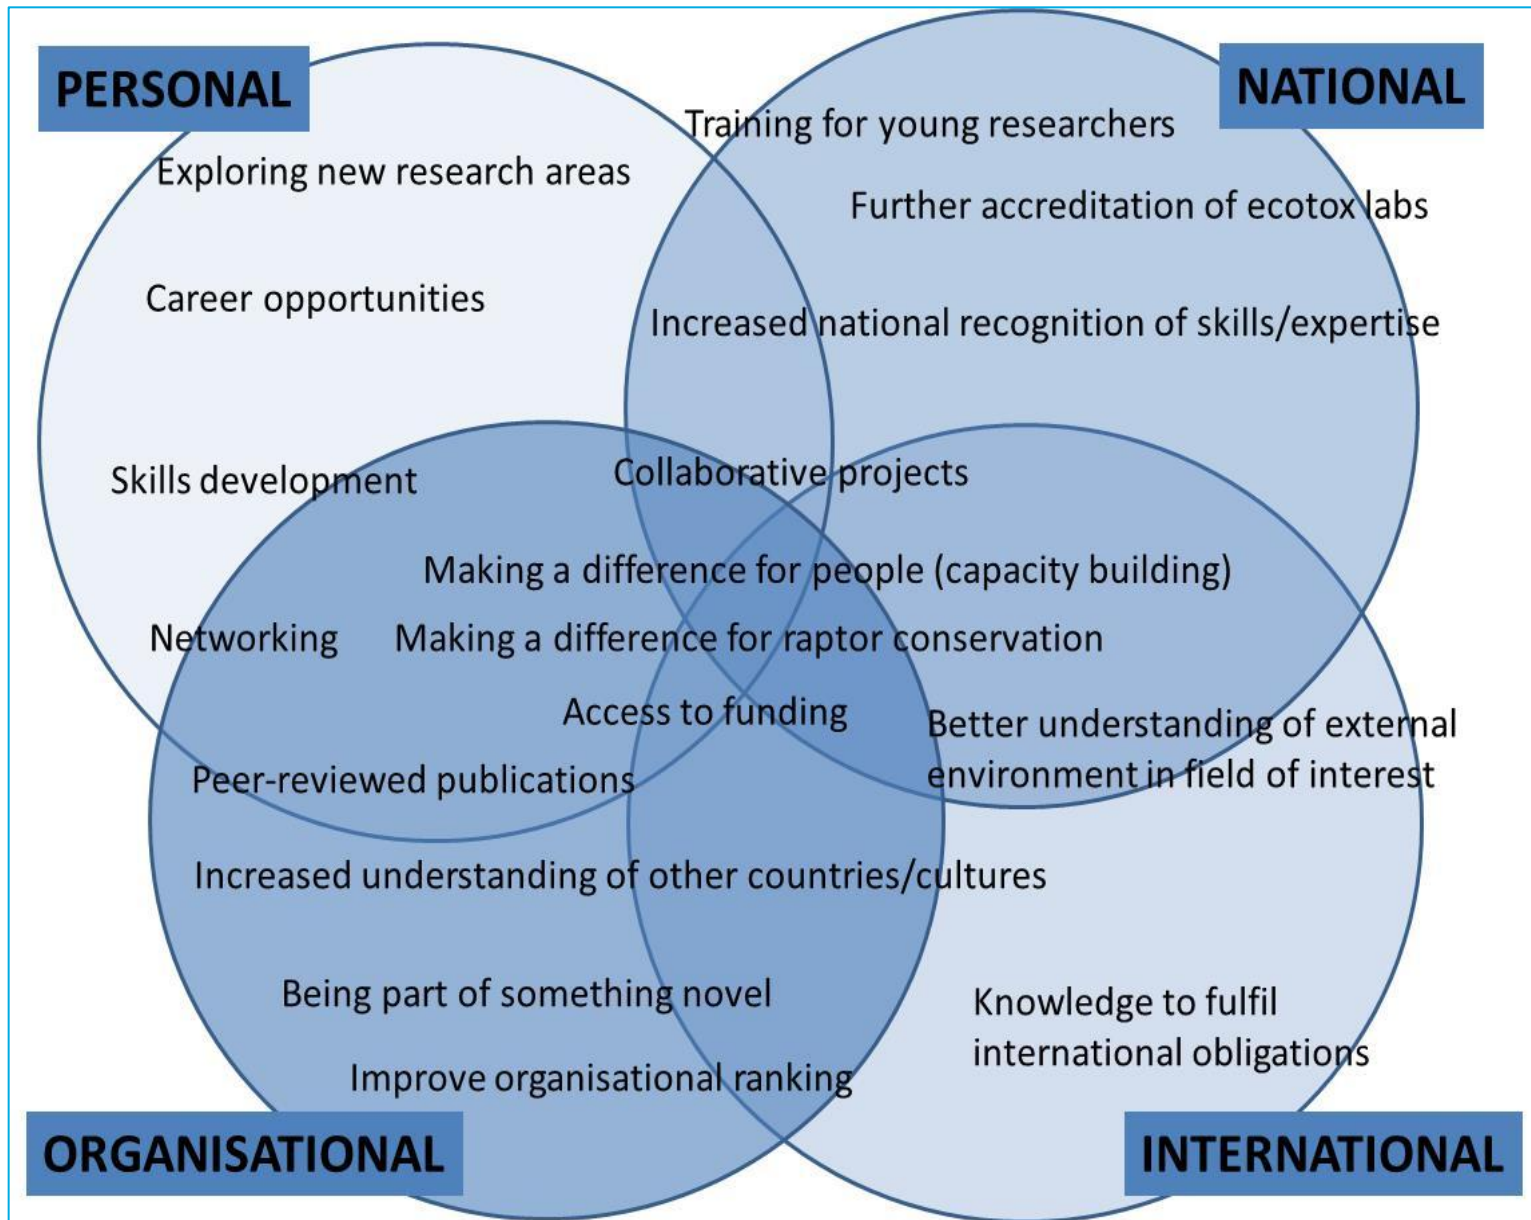 PERSONAL
NATIONAL
Training for young researchers
Exploring new research areas
Further accreditation of ecotox labs
Career opportunities
Increased national recognition of skills/expertise
Skills development
Collaborative projects
Making a difference for people (capacity building)
Networking
Making a difference for raptor conservation
Access to funding
Better understanding of external
environment in field of interest
Peer-reviewed publications
Increased understanding of other countries/cultures
Being part of something novel
Knowledge to fulfil
international obligations
Improve organisational ranking
ORGANISATIONAL
INTERNATIONAL